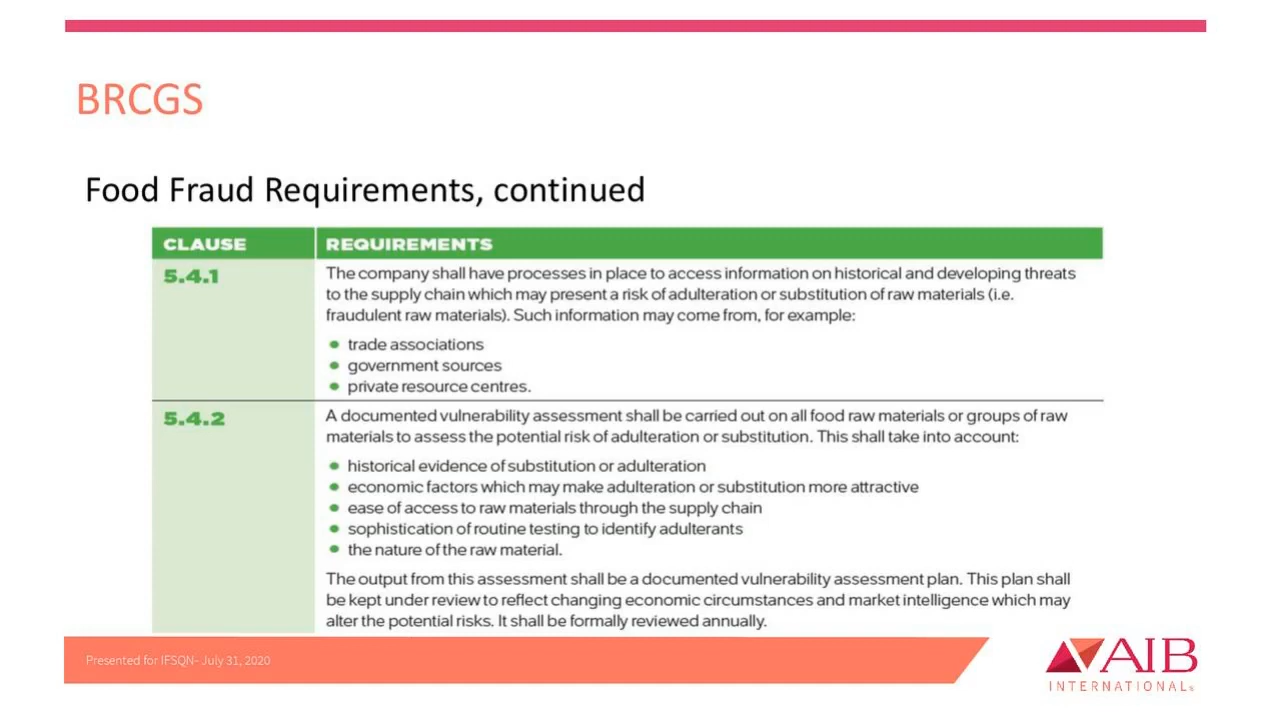 BRCGS
Food Fraud Requirements, continued
CLAUSE REQUIREMENTS
5.4.1 The company shall have processes in place to access information on historical and developing threats
to the supply chain which may present a risk of adulteration or substitution of raw materials (i.e.
fraudulent raw materials). Such information may come from, for example:
• trade associations
• government sources
• private resource centres.
5.4.2 A documented vulnerability assessment shall be carried out on all food raw materials or groups of raw
materials to assess the potential risk of adulteration or substitution. This shall take into account:
• historical evidence of substitution or adulteration
• economic factors which may make adulteration or substitution more attractive
• ease of access to raw materials through the supply chain
• sophistication of routine testing to identify adulterants
• the nature of the raw material.
The output from this assessment shall be a documented vulnerability assessment plan. This plan shall
be kept under review to reflect changing economic circumstances and market intelligence which may
alter the potential risks. It shall be formally reviewed annually.
Presented for IFSQN- July 31, 2020
AIB
INTERNATIONAL®